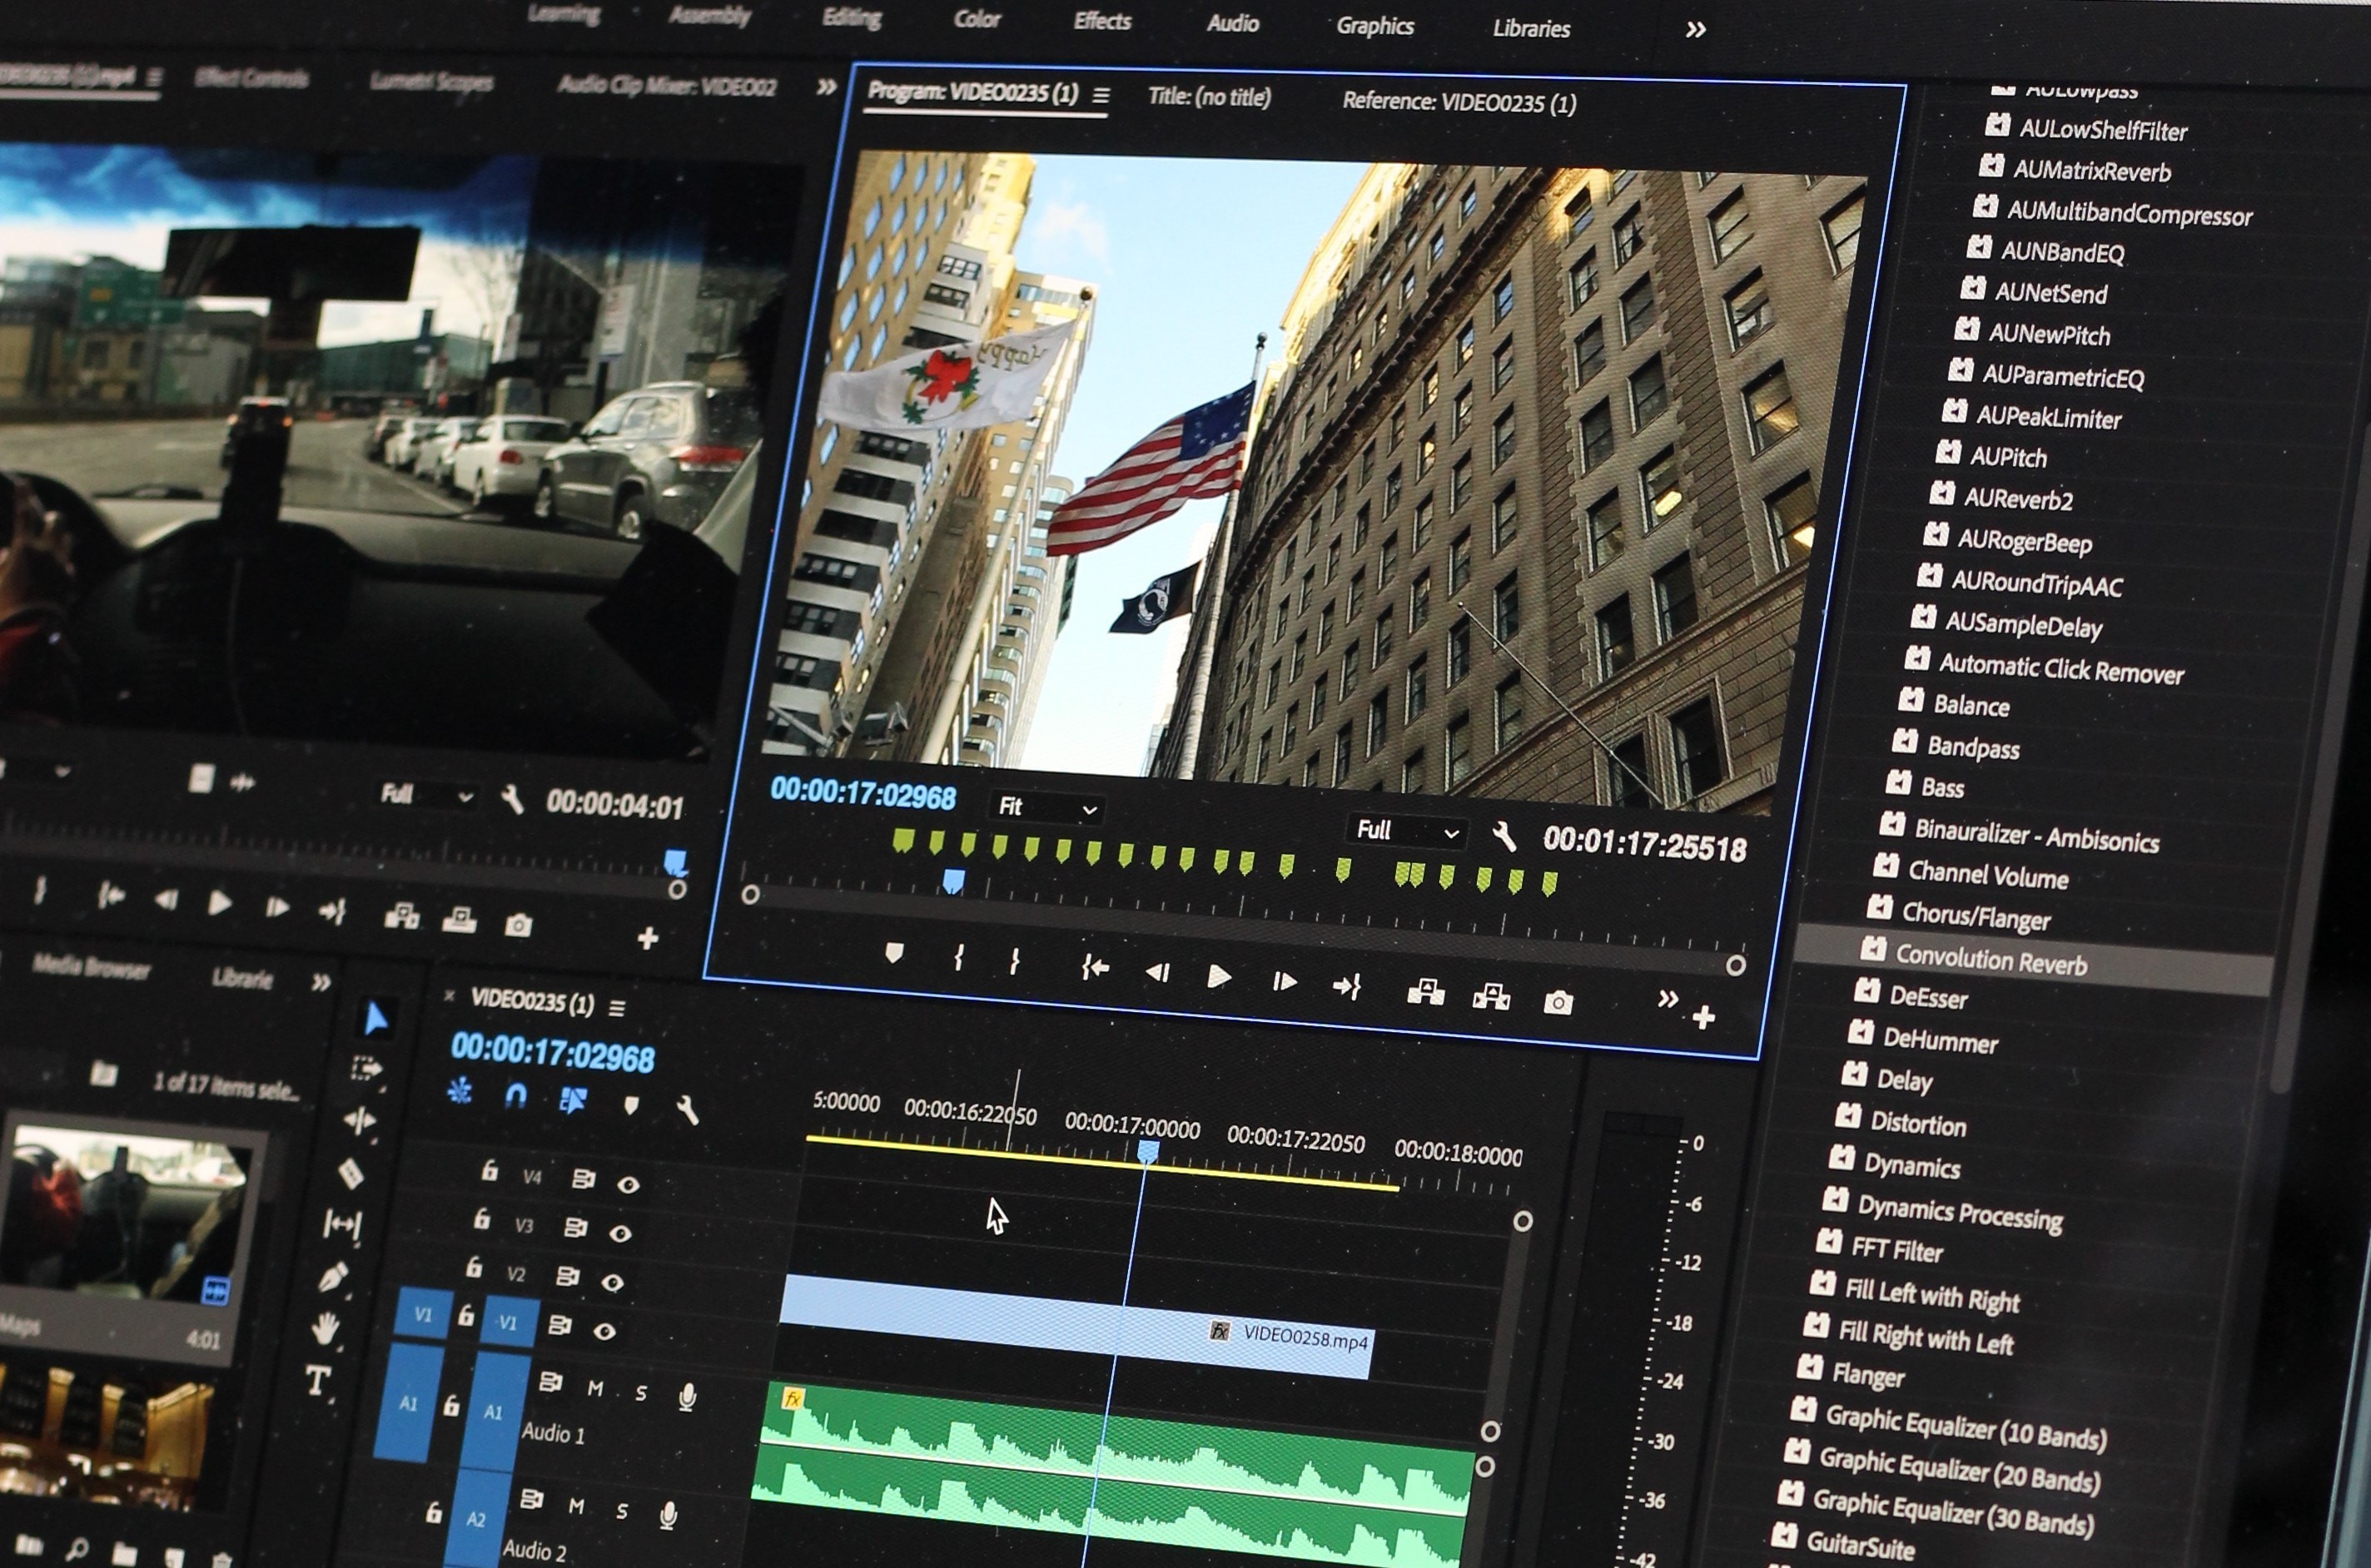 Learning Assembly Editing Color Effects Audio Graphics Libraries
Effect Controls Lumetri Scopes Audio Clip Mixer: VIDEO02
Program: VIDEO0235 (1) Title: (no title) Reference: VIDEO0235 (1)
Happy
Full 00:00:04:01
00:00:17:02968 Fit Full 00:01:17:25518
Media Browser Librarie
1 of 17 items sele...
Maps 4:01
VIDEO0235 (1)
00:00:17:02968
5:00000 00:00:16:22050 00:00:17:00000 00:00:17:22050 00:00:18:0000
V4
V3
V2
V1 V1
fx VIDEO0258.mp4
A1 A1 M S
Audio 1
fx
A2 M S
Audio 2
T
0
-6
-12
-18
-24
-30
-36
-42
AULowpass
AULowShelfFilter
AUMatrixReverb
AUMultibandCompressor
AUNBandEQ
AUNetSend
AUNewPitch
AUParametricEQ
AUPeakLimiter
AUPitch
AUReverb2
AURogerBeep
AURoundTripAAC
AUSampleDelay
Automatic Click Remover
Balance
Bandpass
Bass
Binauralizer - Ambisonics
Channel Volume
Chorus/Flanger
Convolution Reverb
DeEsser
DeHummer
Delay
Distortion
Dynamics
Dynamics Processing
FFT Filter
Fill Left with Right
Fill Right with Left
Flanger
Graphic Equalizer (10 Bands)
Graphic Equalizer (20 Bands)
Graphic Equalizer (30 Bands)
GuitarSuite